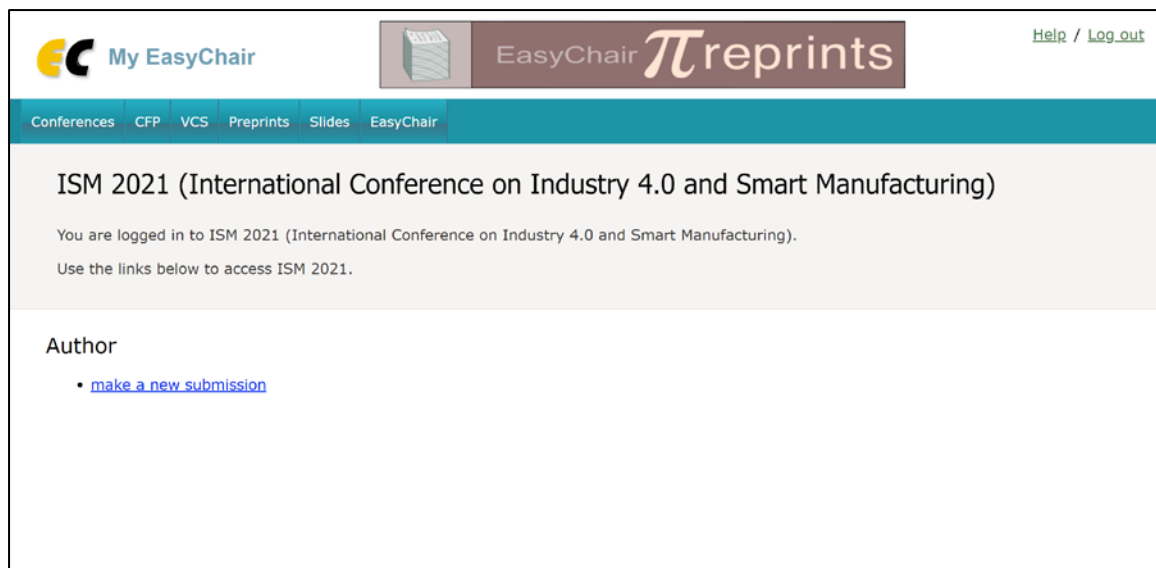 EC My EasyChair
EasyChair πreprints
Help / Log out
Conferences CFP VCS Preprints Slides EasyChair
ISM 2021 (International Conference on Industry 4.0 and Smart Manufacturing)
You are logged in to ISM 2021 (International Conference on Industry 4.0 and Smart Manufacturing).
Use the links below to access ISM 2021.
Author
• make a new submission